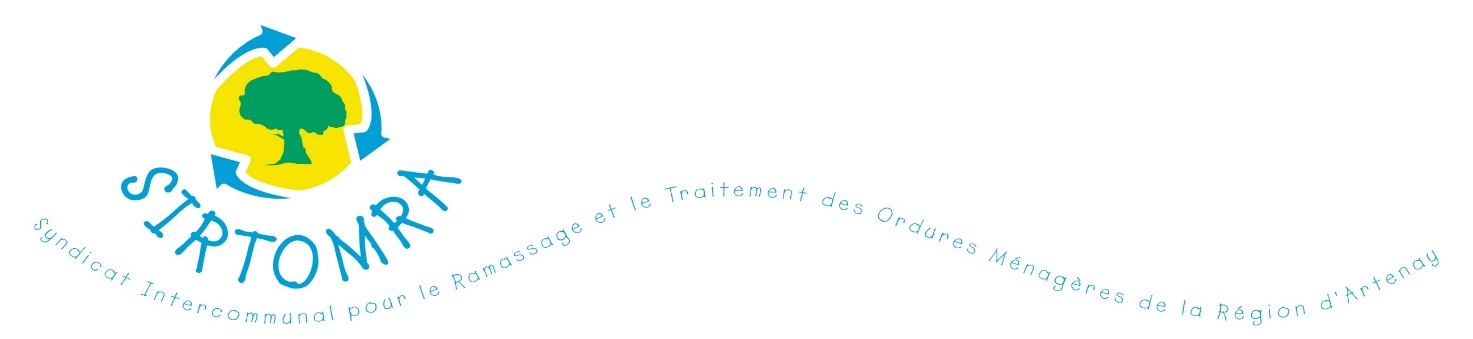 SIRTOMRA
Syndicat Intercommunal pour le Ramassage et le Traitement des Ordures Ménagères de la Région d'Artenay